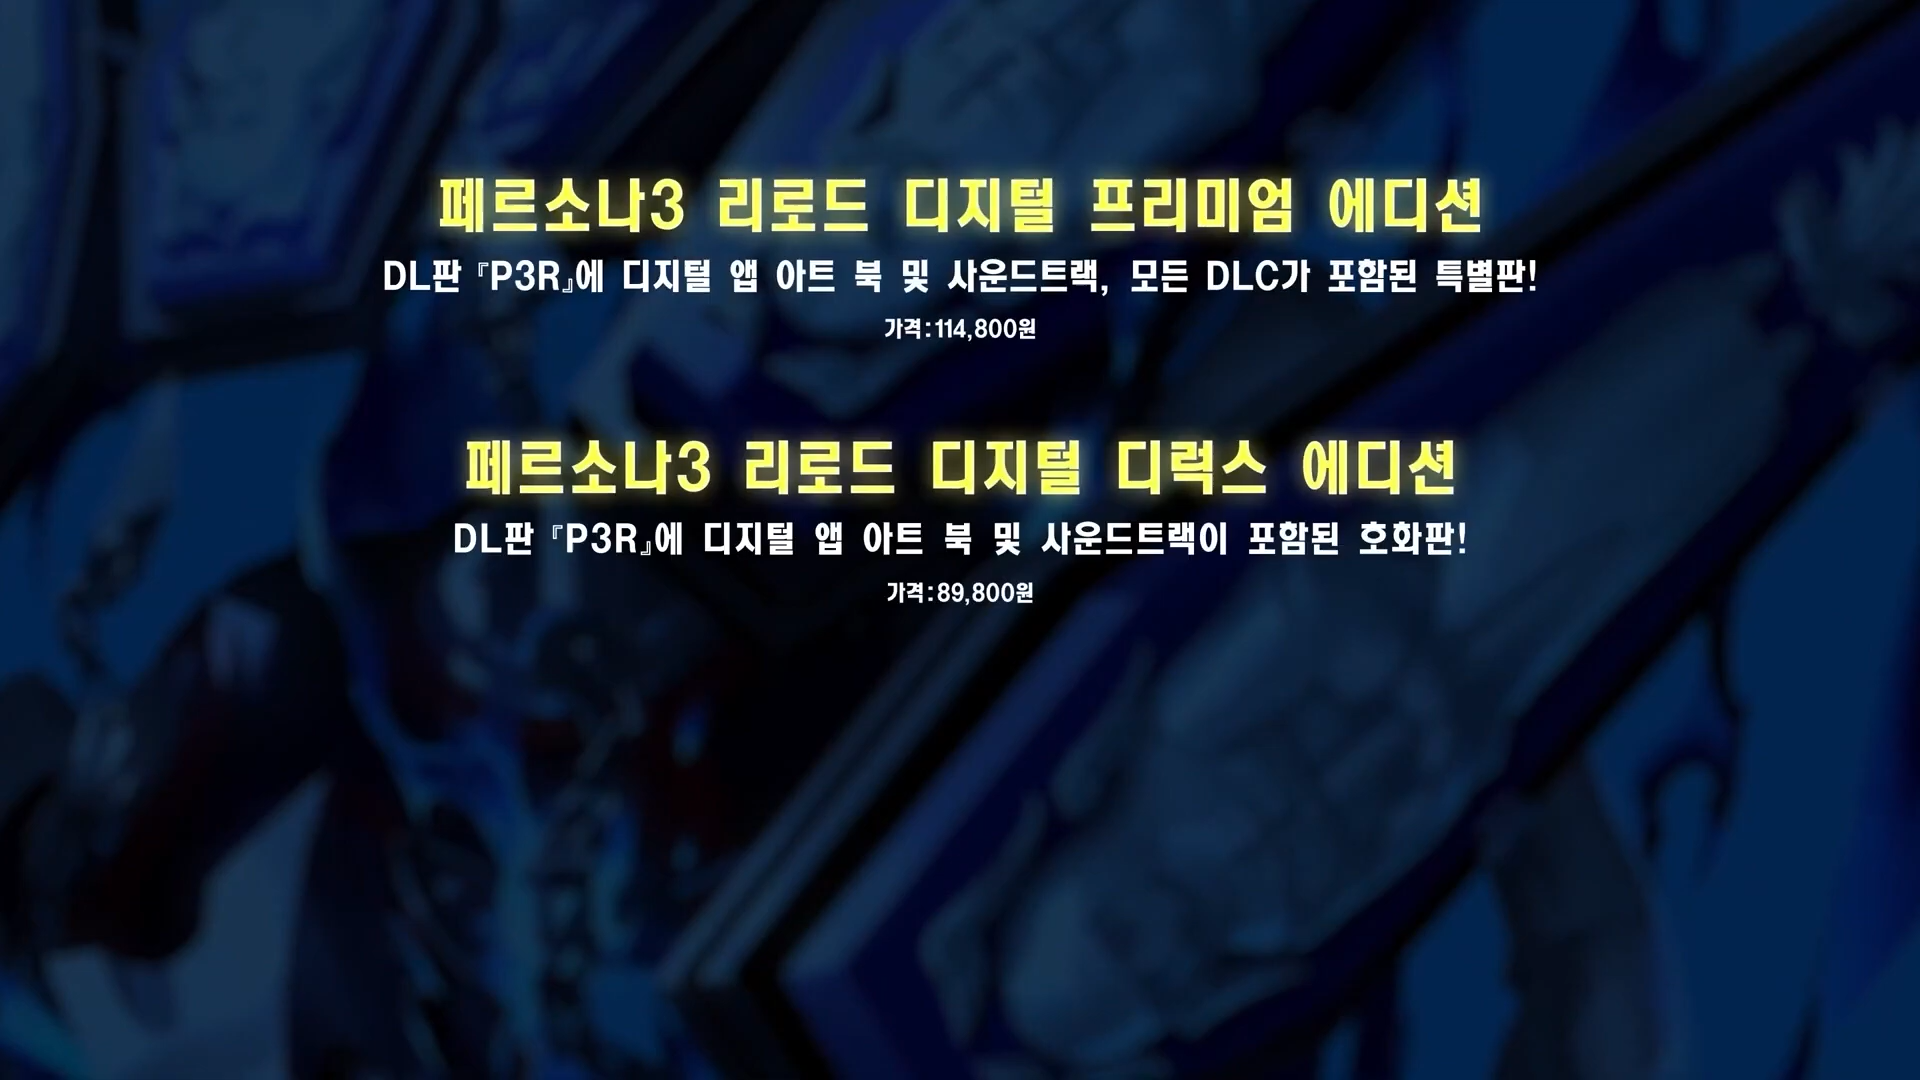 페르소나3 리로드 디지털 프리미엄 에디션
DL판 『P3R』에 디지털 앱 아트 북 및 사운드트랙, 모든 DLC가 포함된 특별판!
가격:114,800원
페르소나3 리로드 디지털 디럭스 에디션
DL판 『P3R』에 디지털 앱 아트 북 및 사운드트랙이 포함된 호화판!
가격:89,800원